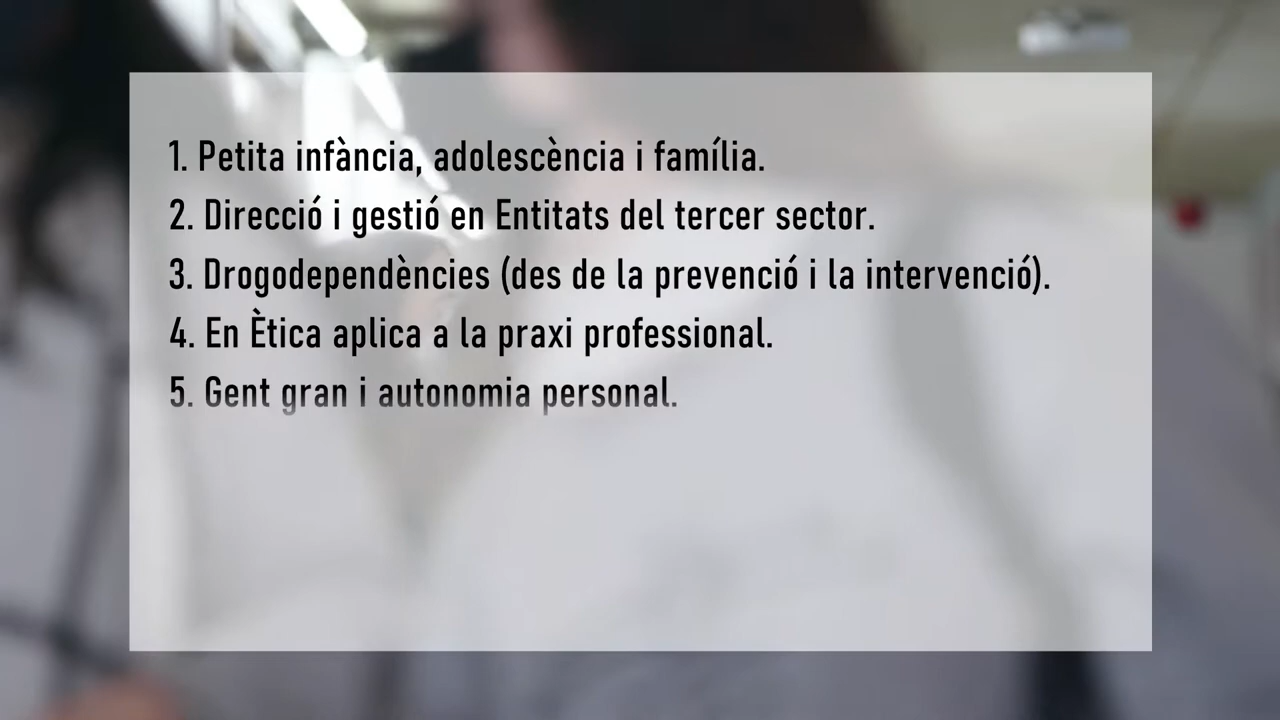 1. Petita infància, adolescència i família.
2. Direcció i gestió en Entitats del tercer sector.
3. Drogodependències (des de la prevenció i la intervenció).
4. En Ètica aplica a la praxi professional.
5. Gent gran i autonomia personal.